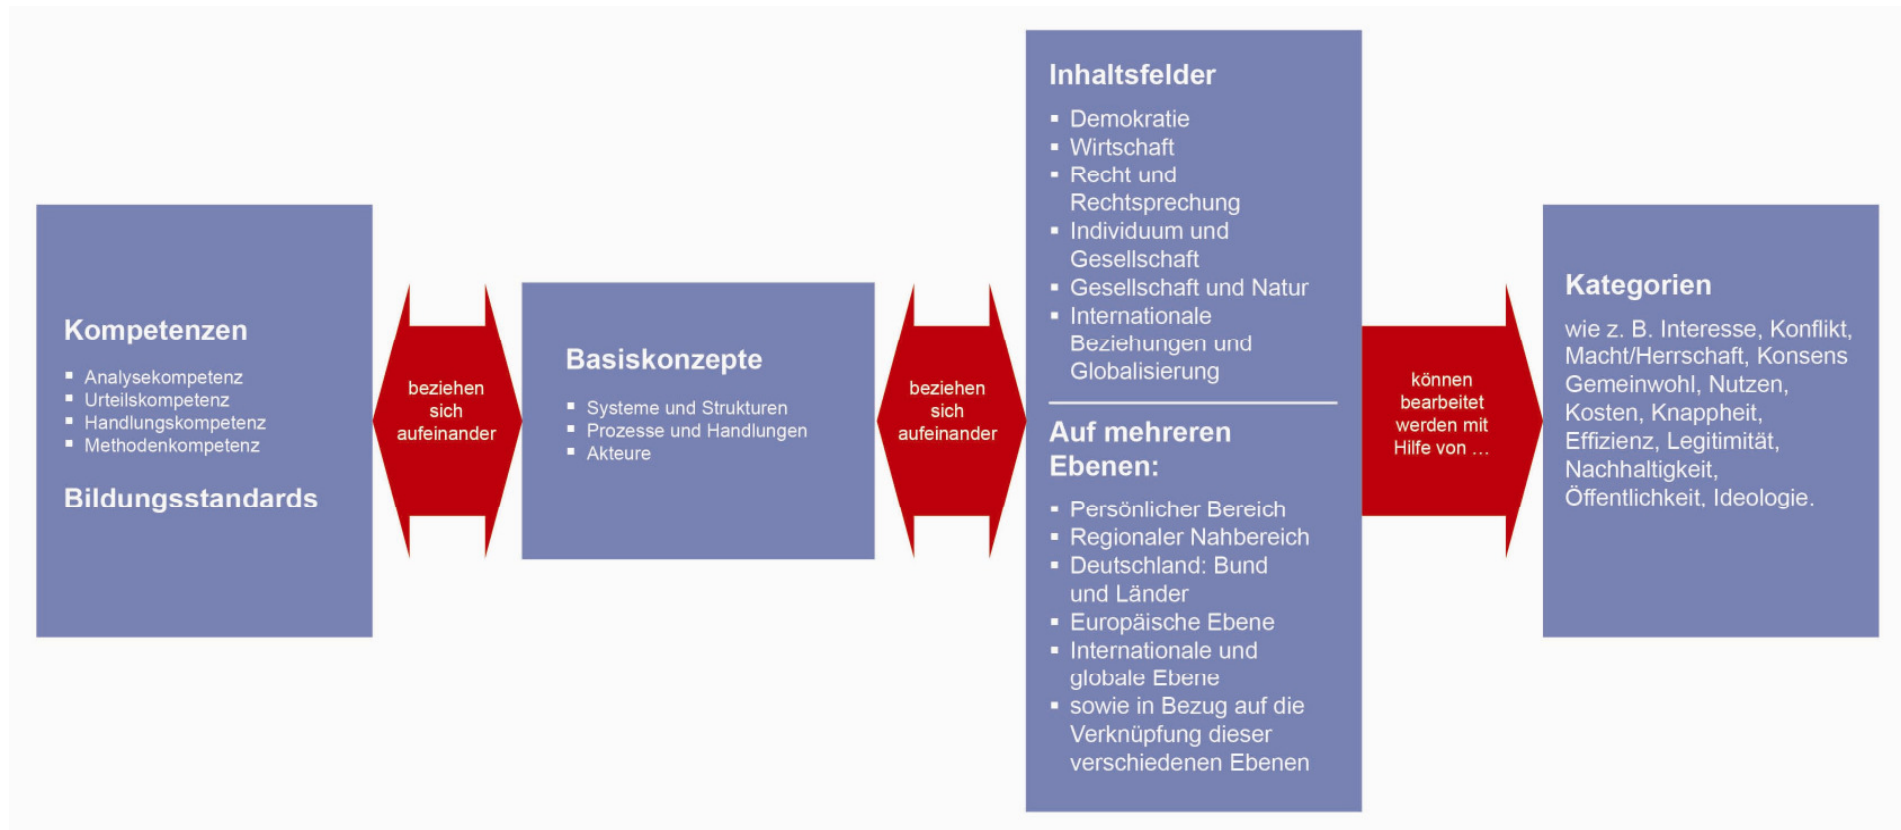 Kompetenzen
▪ Analysekompetenz
▪ Urteilskompetenz
▪ Handlungskompetenz
▪ Methodenkompetenz
Bildungsstandards
beziehen
sich
aufeinander
Basiskonzepte
▪ Systeme und Strukturen
▪ Prozesse und Handlungen
▪ Akteure
beziehen
sich
aufeinander
Inhaltsfelder
▪ Demokratie
▪ Wirtschaft
▪ Recht und
Rechtsprechung
▪ Individuum und
Gesellschaft
▪ Gesellschaft und Natur
▪ Internationale
Beziehungen und
Globalisierung
Auf mehreren
Ebenen:
▪ Persönlicher Bereich
▪ Regionaler Nahbereich
▪ Deutschland: Bund
und Länder
▪ Europäische Ebene
▪ Internationale und
globale Ebene
▪ sowie in Bezug auf die
Verknüpfung dieser
verschiedenen Ebenen
können
bearbeitet
werden mit
Hilfe von ...
Kategorien
wie z. B. Interesse, Konflikt,
Macht/Herrschaft, Konsens
Gemeinwohl, Nutzen,
Kosten, Knappheit,
Effizienz, Legitimität,
Nachhaltigkeit,
Öffentlichkeit, Ideologie.